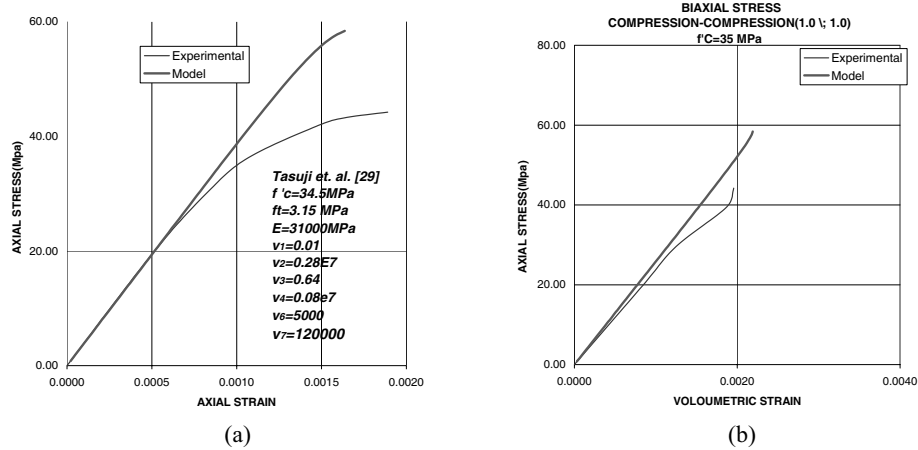 60.00
40.00
20.00
0.00
AXIAL STRESS(Mpa)
Experimental
Model
Tasuji et. al. [29]
f 'c=34.5MPa
ft=3.15 MPa
E=31000MPa
v1=0.01
v2=0.28E7
v3=0.64
v4=0.08e7
v6=5000
v7=120000
0.0000 0.0005 0.0010 0.0015 0.0020
AXIAL STRAIN
(a)
BIAXIAL STRESS
COMPRESSION-COMPRESSION(1.0 \; 1.0)
f'C=35 MPa
80.00
60.00
40.00
20.00
0.00
AXIAL STRESS(Mpa)
Experimental
Model
0.0000 0.0020 0.0040
VOLOUMETRIC STRAIN
(b)